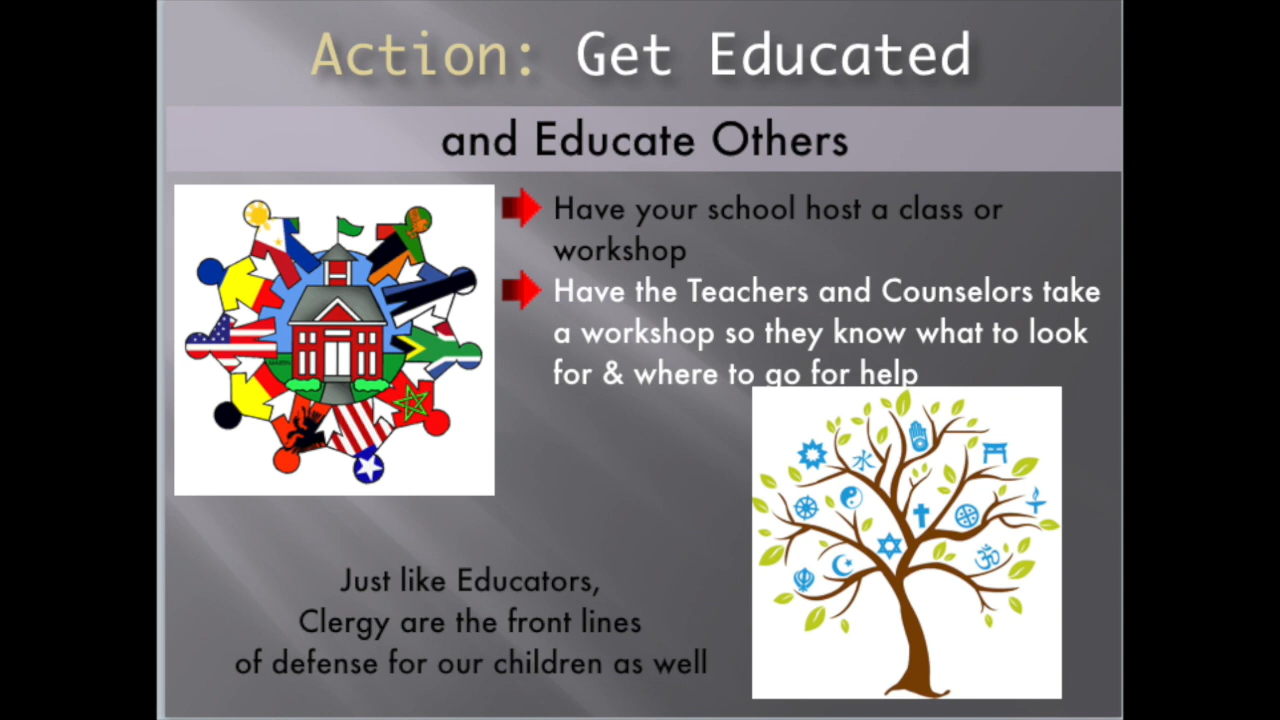 Action: Get Educated
and Educate Others
Have your school host a class or
workshop
Have the Teachers and Counselors take
a workshop so they know what to look
for & where to go for help
Just like Educators,
Clergy are the front lines
of defense for our children as well